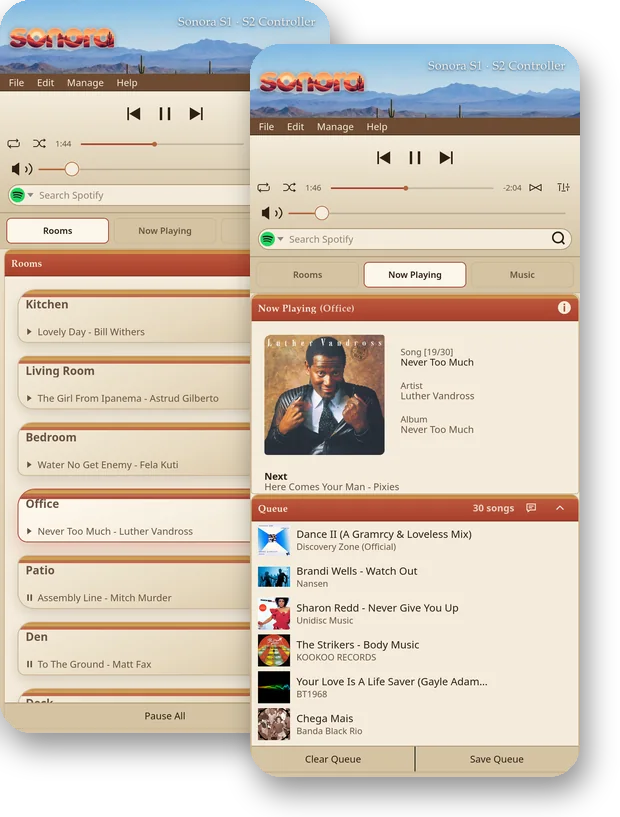 Sonora S1 - S2 Controller
sonora
File Edit Manage Help
1:44
Search Spotify
Rooms Now Playing
Rooms
Kitchen
Lovely Day - Bill Withers
Living Room
The Girl From Ipanema - Astrud Gilberto
Bedroom
Water No Get Enemy - Fela Kuti
Office
Never Too Much - Luther Vandross
Patio
Assembly Line - Mitch Murder
Den
To The Ground - Matt Fax
Deck
Pause All
Sonora S1 - S2 Controller
sonora
File Edit Manage Help
1:46 -2:04
Search Spotify
Rooms Now Playing Music
Now Playing (Office)
Luther Vandross
Song [19/30]
Never Too Much
Artist
Luther Vandross
Album
Never Too Much
Next
Here Comes Your Man - Pixies
Queue 30 songs
Dance II (A Gramrcy & Loveless Mix)
Discovery Zone (Official)
Brandi Wells - Watch Out
Nansen
Sharon Redd - Never Give You Up
Unidisc Music
The Strikers - Body Music
KOOKOO RECORDS
Your Love Is A Life Saver (Gayle Adam...
BT1968
Chega Mais
Banda Black Rio
Clear Queue Save Queue